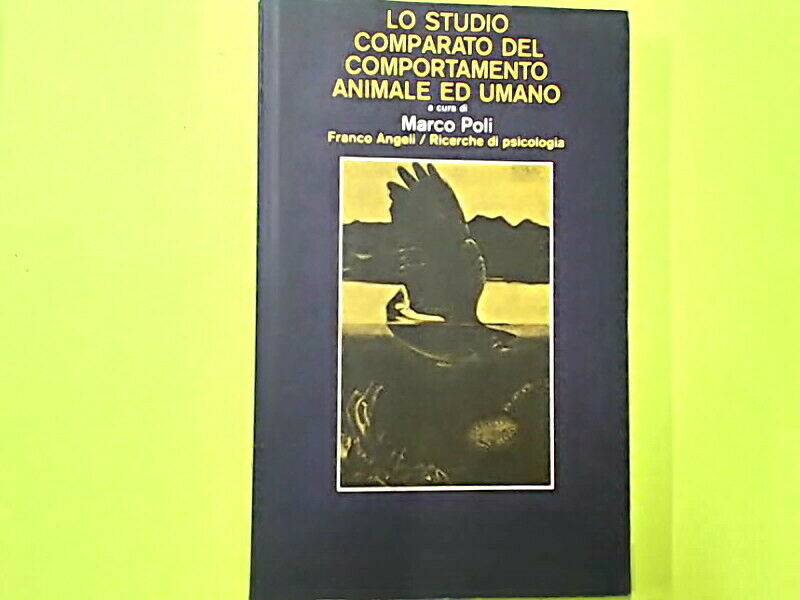 LO STUDIO
COMPARATO DEL
COMPORTAMENTO
ANIMALE ED UMANO
a cura di
Marco Poli
Franco Angeli / Ricerche di psicologia